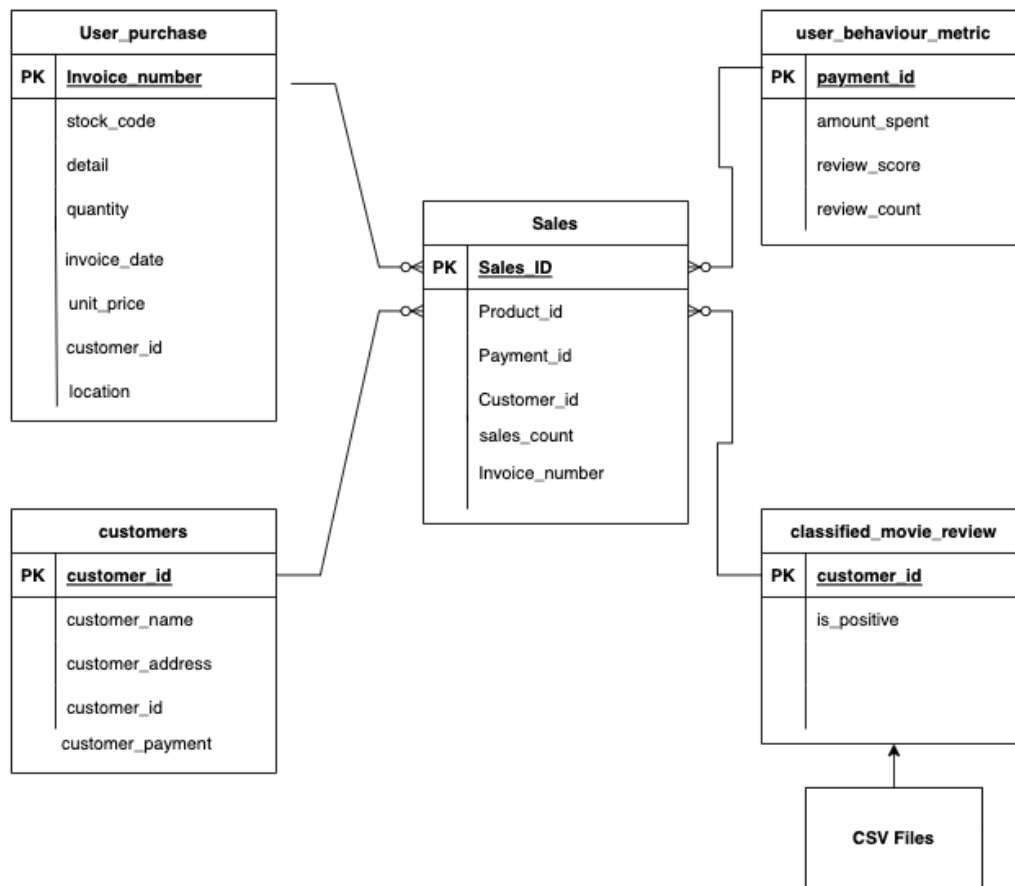 User_purchase
PK Invoice_number
stock_code
detail
quantity
invoice_date
unit_price
customer_id
location
user_behaviour_metric
PK payment_id
amount_spent
review_score
review_count
Sales
PK Sales_ID
Product_id
Payment_id
Customer_id
sales_count
Invoice_number
customers
PK customer_id
customer_name
customer_address
customer_id
customer_payment
classified_movie_review
PK customer_id
is_positive
CSV Files